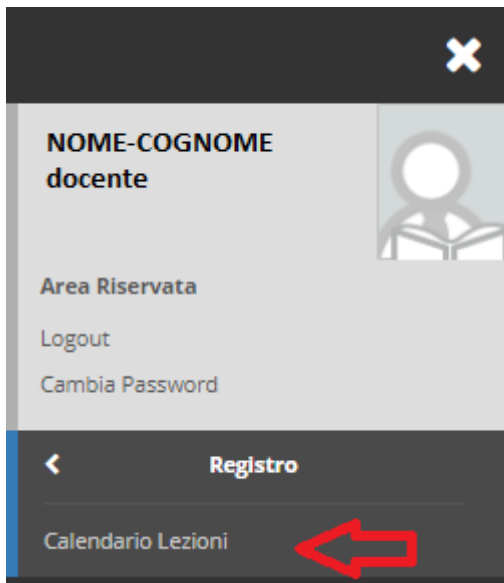 NOME-COGNOME
docente
Area Riservata
Logout
Cambia Password
Registro
Calendario Lezioni